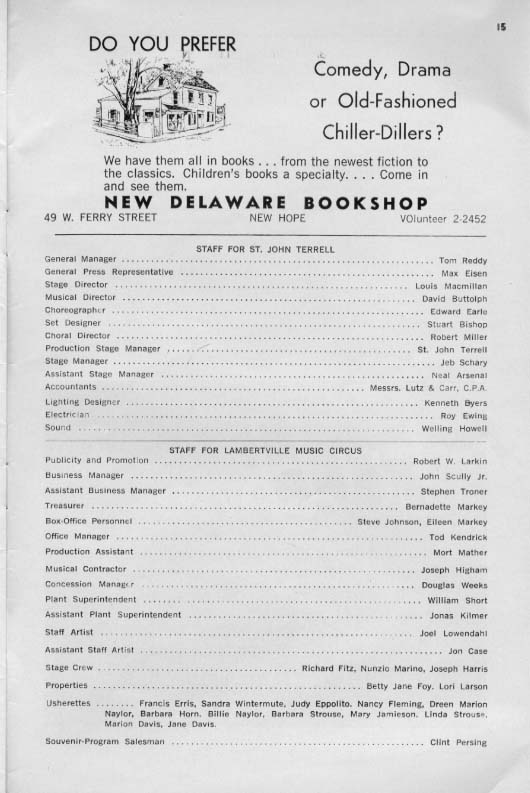 15
DO YOU PREFER
Comedy, Drama
or Old-Fashioned
Chiller-Dillers?
We have them all in books . . . from the newest fiction to
the classics. Children's books a specialty. . . . Come in
and see them.
NEW DELAWARE BOOKSHOP
49 W. FERRY STREET NEW HOPE VOlunteer 2-2452
STAFF FOR ST. JOHN TERRELL
General Manager ........ Tom Reddy
General Press Representative ........ Max Eisen
Stage Director ........ Louis Macmillan
Musical Director ........ David Buttolph
Choreographer ........ Edward Earle
Set Designer ........ Stuart Bishop
Choral Director ........ Robert Miller
Production Stage Manager ........ St. John Terrell
Stage Manager ........ Jeb Schary
Assistant Stage Manager ........ Neal Arsenal
Accountants ........ Messrs. Lutz & Carr, C.P.A.
Lighting Designer ........ Kenneth Byers
Electrician ........ Roy Ewing
Sound ........ Welling Howell
STAFF FOR LAMBERTVILLE MUSIC CIRCUS
Publicity and Promotion ........ Robert W. Larkin
Business Manager ........ John Scully Jr.
Assistant Business Manager ........ Stephen Troner
Treasurer ........ Bernadette Markey
Box-Office Personnel ........ Steve Johnson, Eileen Markey
Office Manager ........ Tod Kendrick
Production Assistant ........ Mort Mather
Musical Contractor ........ Joseph Higham
Concession Manager ........ Douglas Weeks
Plant Superintendent ........ William Short
Assistant Plant Superintendent ........ Jonas Kilmer
Staff Artist ........ Joel Lowendahl
Assistant Staff Artist ........ Jon Case
Stage Crew ........ Richard Fitz, Nunzio Marino, Joseph Harris
Properties ........ Betty Jane Foy. Lori Larson
Usherettes ........ Francis Erris, Sandra Wintermute, Judy Eppolito. Nancy Fleming, Dreen Marion
Naylor, Barbara Horn. Billie Naylor, Barbara Strouse, Mary Jamieson. Linda Strouse.
Marion Davis, Jane Davis.
Souvenir-Program Salesman ........ Clint Persing